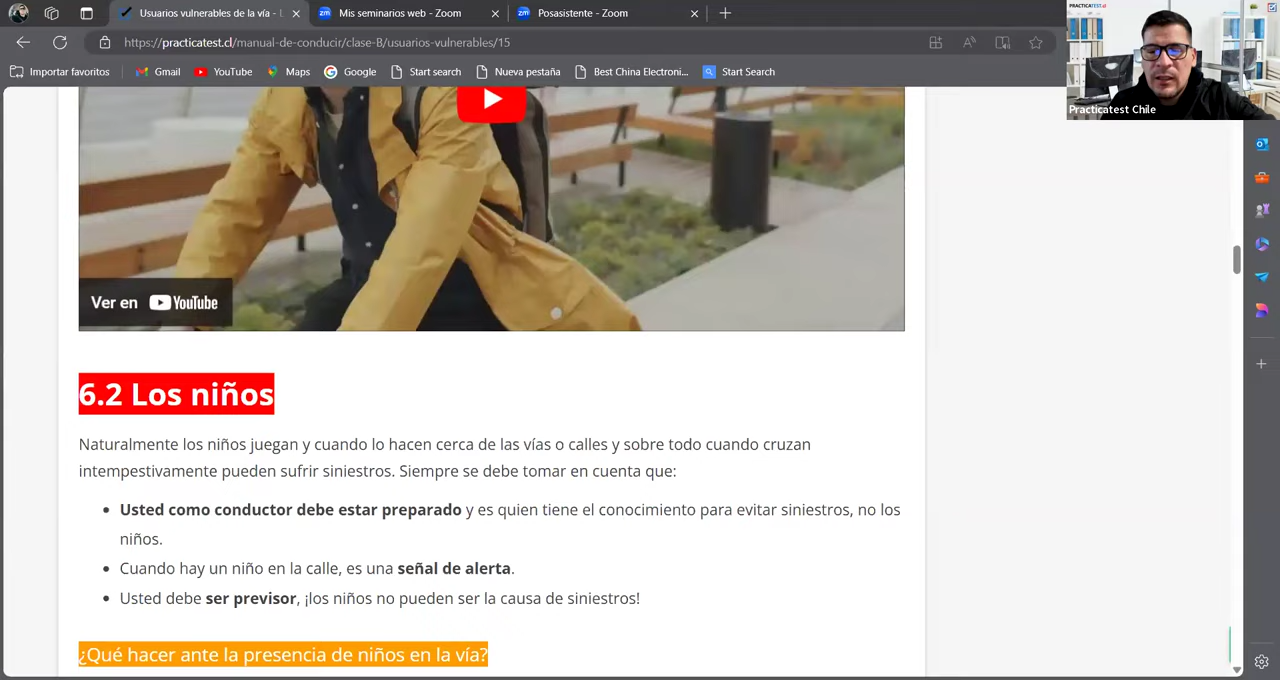 Usuarios vulnerables de la vía - L
Mis seminarios web - Zoom
Posasistente - Zoom
https://practicatest.cl/manual-de-conducir/clase-B/usuarios-vulnerables/15
Importar favoritos
Gmail
YouTube
Maps
Google
Start search
Nueva pestaña
Best China Electroni...
Start Search
PRACTICATEST.cl
Practicatest Chile
Ver en YouTube
6.2 Los niños
Naturalmente los niños juegan y cuando lo hacen cerca de las vías o calles y sobre todo cuando cruzan
intempestivamente pueden sufrir siniestros. Siempre se debe tomar en cuenta que:
Usted como conductor debe estar preparado y es quien tiene el conocimiento para evitar siniestros, no los
niños.
Cuando hay un niño en la calle, es una señal de alerta.
Usted debe ser previsor, ¡los niños no pueden ser la causa de siniestros!
¿Qué hacer ante la presencia de niños en la vía?